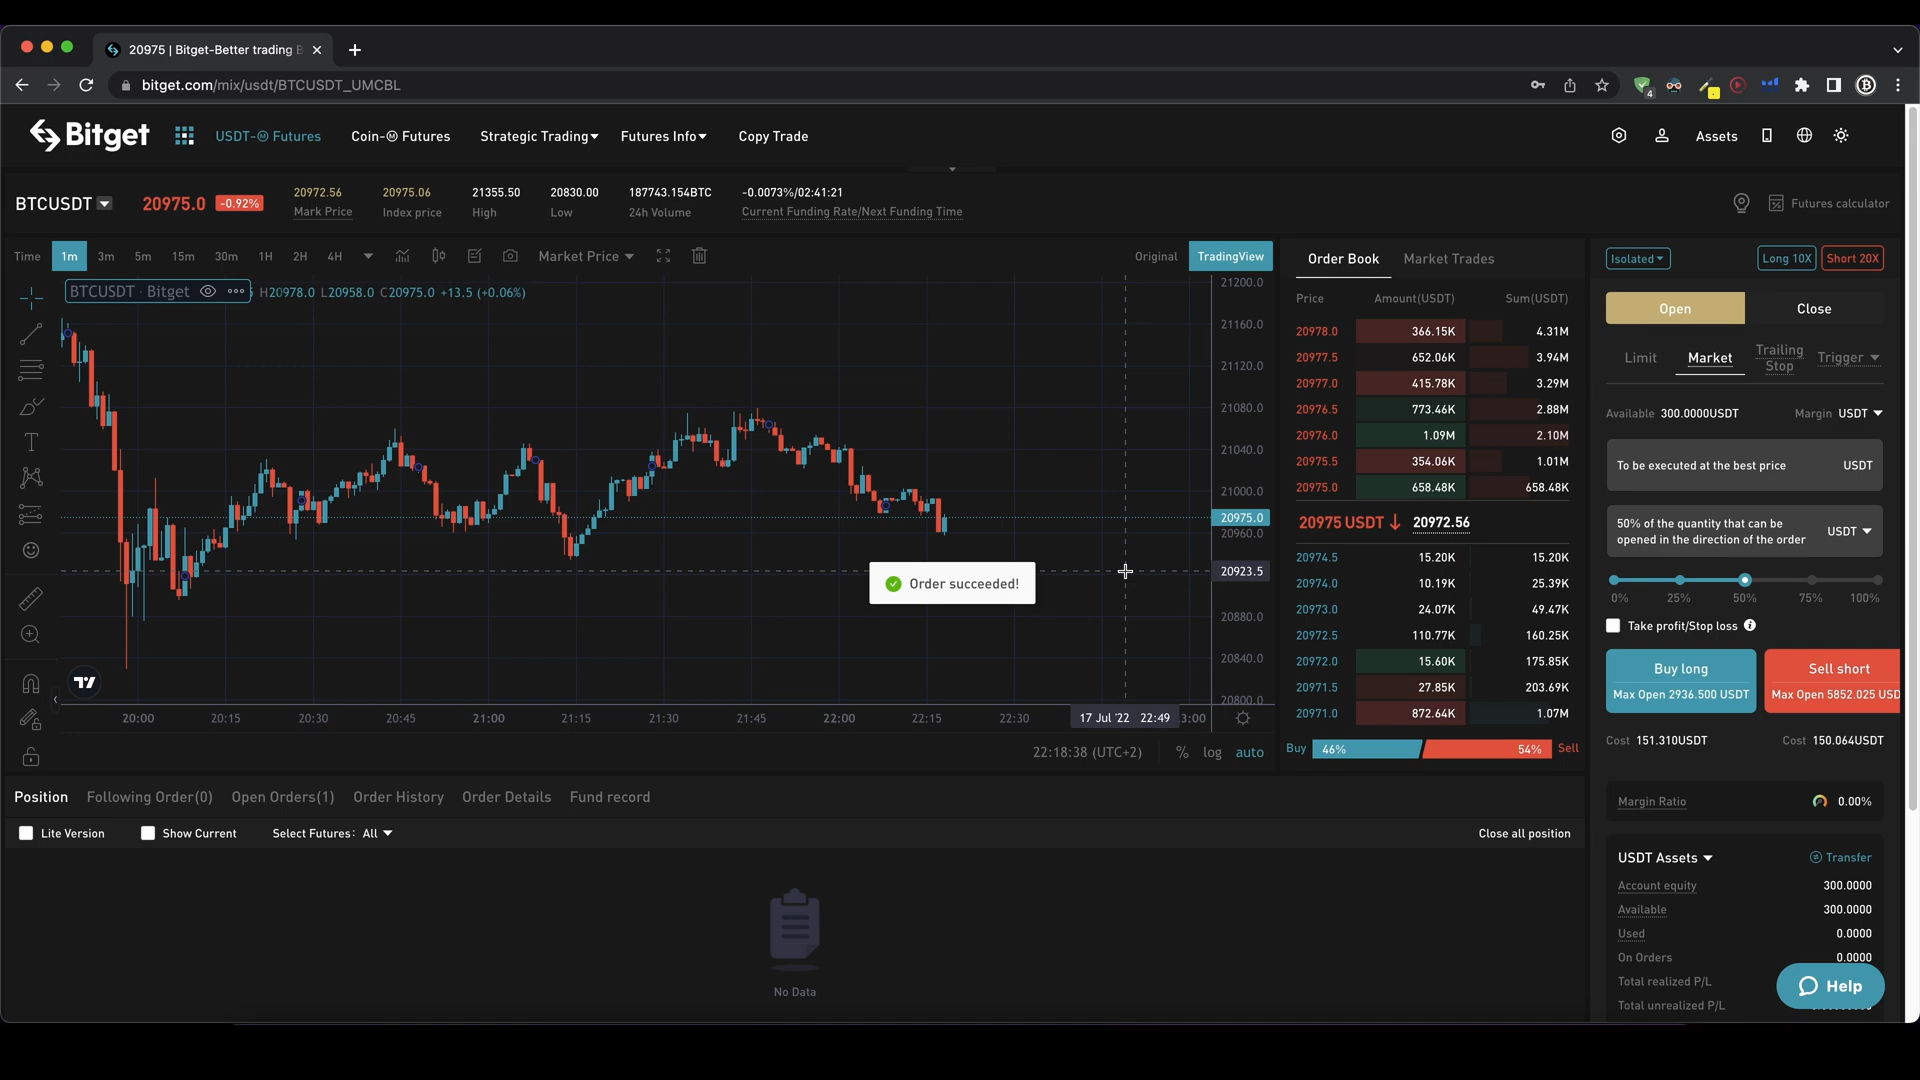 20975 | Bitget-Better trading B
bitget.com/mix/usdt/BTCUSDT_UMCBL
4
Bitget USDT-Ⓜ Futures Coin-Ⓜ Futures Strategic Trading Futures Info Copy Trade Assets
BTCUSDT 20975.0 -0.92%
20972.56 20975.06 21355.50 20830.00 187743.154BTC -0.0073%/02:41:21
Mark Price Index price High Low 24h Volume Current Funding Rate/Next Funding Time
Futures calculator
Time 1m 3m 5m 15m 30m 1H 2H 4H Market Price Original TradingView
BTCUSDT · Bitget H20978.0 L20958.0 C20975.0 +13.5 (+0.06%)
21200.0
21160.0
21120.0
21080.0
21040.0
21000.0
20975.0
20960.0
20923.5
20880.0
20840.0
20800.0
Order succeeded!
20:00 20:15 20:30 20:45 21:00 21:15 21:30 21:45 22:00 22:15 22:30 17 Jul '22 22:49 3:00
22:18:38 (UTC+2) % log auto
Order Book Market Trades
Price Amount(USDT) Sum(USDT)
20978.0 366.15K 4.31M
20977.5 652.06K 3.94M
20977.0 415.78K 3.29M
20976.5 773.46K 2.88M
20976.0 1.09M 2.10M
20975.5 354.06K 1.01M
20975.0 658.48K 658.48K
20975 USDT 20972.56
20974.5 15.20K 15.20K
20974.0 10.19K 25.39K
20973.0 24.07K 49.47K
20972.5 110.77K 160.25K
20972.0 15.60K 175.85K
20971.5 27.85K 203.69K
20971.0 872.64K 1.07M
Buy 46% 54% Sell
Isolated Long 10X Short 20X
Open Close
Limit Market Trailing Stop Trigger
Available 300.0000USDT Margin USDT
To be executed at the best price USDT
50% of the quantity that can be
opened in the direction of the order USDT
0% 25% 50% 75% 100%
Take profit/Stop loss
Buy long Sell short
Max Open 2936.500 USDT Max Open 5852.025 USD
Cost 151.310USDT Cost 150.064USDT
Margin Ratio 0.00%
USDT Assets Transfer
Account equity 300.0000
Available 300.0000
Used 0.0000
On Orders 0.0000
Total realized P/L
Total unrealized P/L
Help
Position Following Order(0) Open Orders(1) Order History Order Details Fund record
Lite Version Show Current Select Futures: All Close all position
No Data